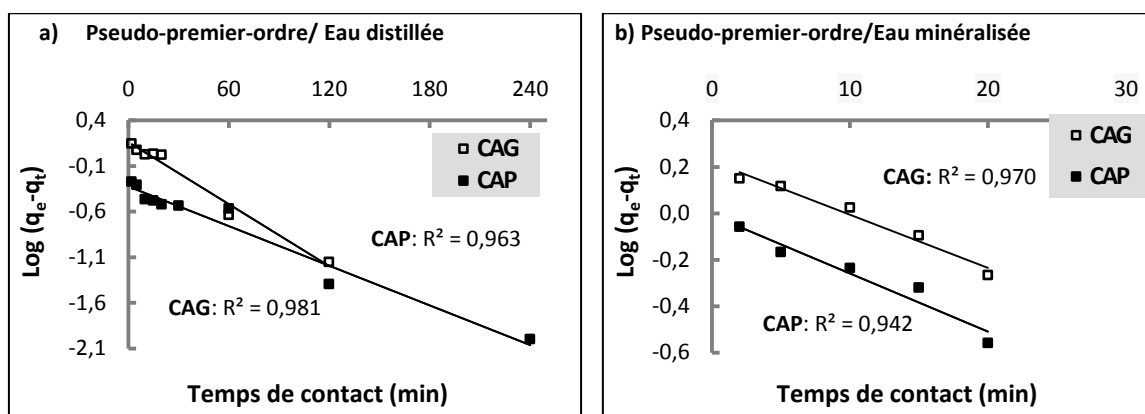 a) Pseudo-premier-ordre/ Eau distillée
0 60 120 180 240
0,4
-0,1
-0,6
-1,1
-1,6
-2,1
Log (qe-qt)
CAG
CAP
CAP: R² = 0,963
CAG: R² = 0,981
Temps de contact (min)
b) Pseudo-premier-ordre/Eau minéralisée
0 10 20 30
0,4
0,2
0,0
-0,2
-0,4
-0,6
Log (qe-qt)
CAG
CAP
CAG: R² = 0,970
CAP: R² = 0,942
Temps de contact (min)